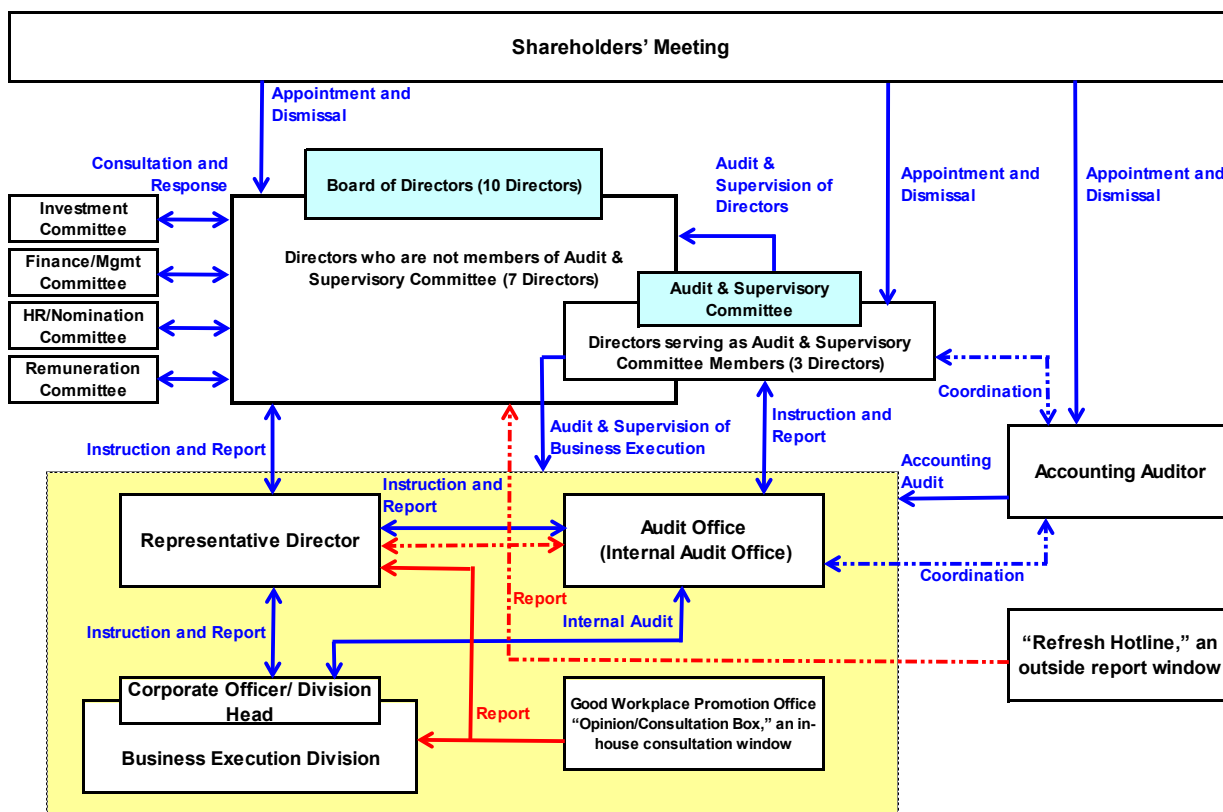 Shareholders’ Meeting
Appointment and
Dismissal
Consultation and
Response
Board of Directors (10 Directors)
Audit &
Supervision of
Directors
Appointment and
Dismissal
Appointment and
Dismissal
Investment
Committee
Finance/Mgmt
Committee
HR/Nomination
Committee
Remuneration
Committee
Directors who are not members of Audit &
Supervisory Committee (7 Directors)
Audit & Supervisory
Committee
Directors serving as Audit & Supervisory
Committee Members (3 Directors)
Coordination
Instruction and Report
Audit & Supervision of
Business Execution
Instruction and
Report
Accounting
Audit
Accounting Auditor
Instruction and
Report
Representative Director
Audit Office
(Internal Audit Office)
Coordination
Report
Instruction and Report
Internal Audit
“Refresh Hotline,” an
outside report window
Corporate Officer/ Division
Head
Business Execution Division
Report
Good Workplace Promotion Office
“Opinion/Consultation Box,” an in-
house consultation window